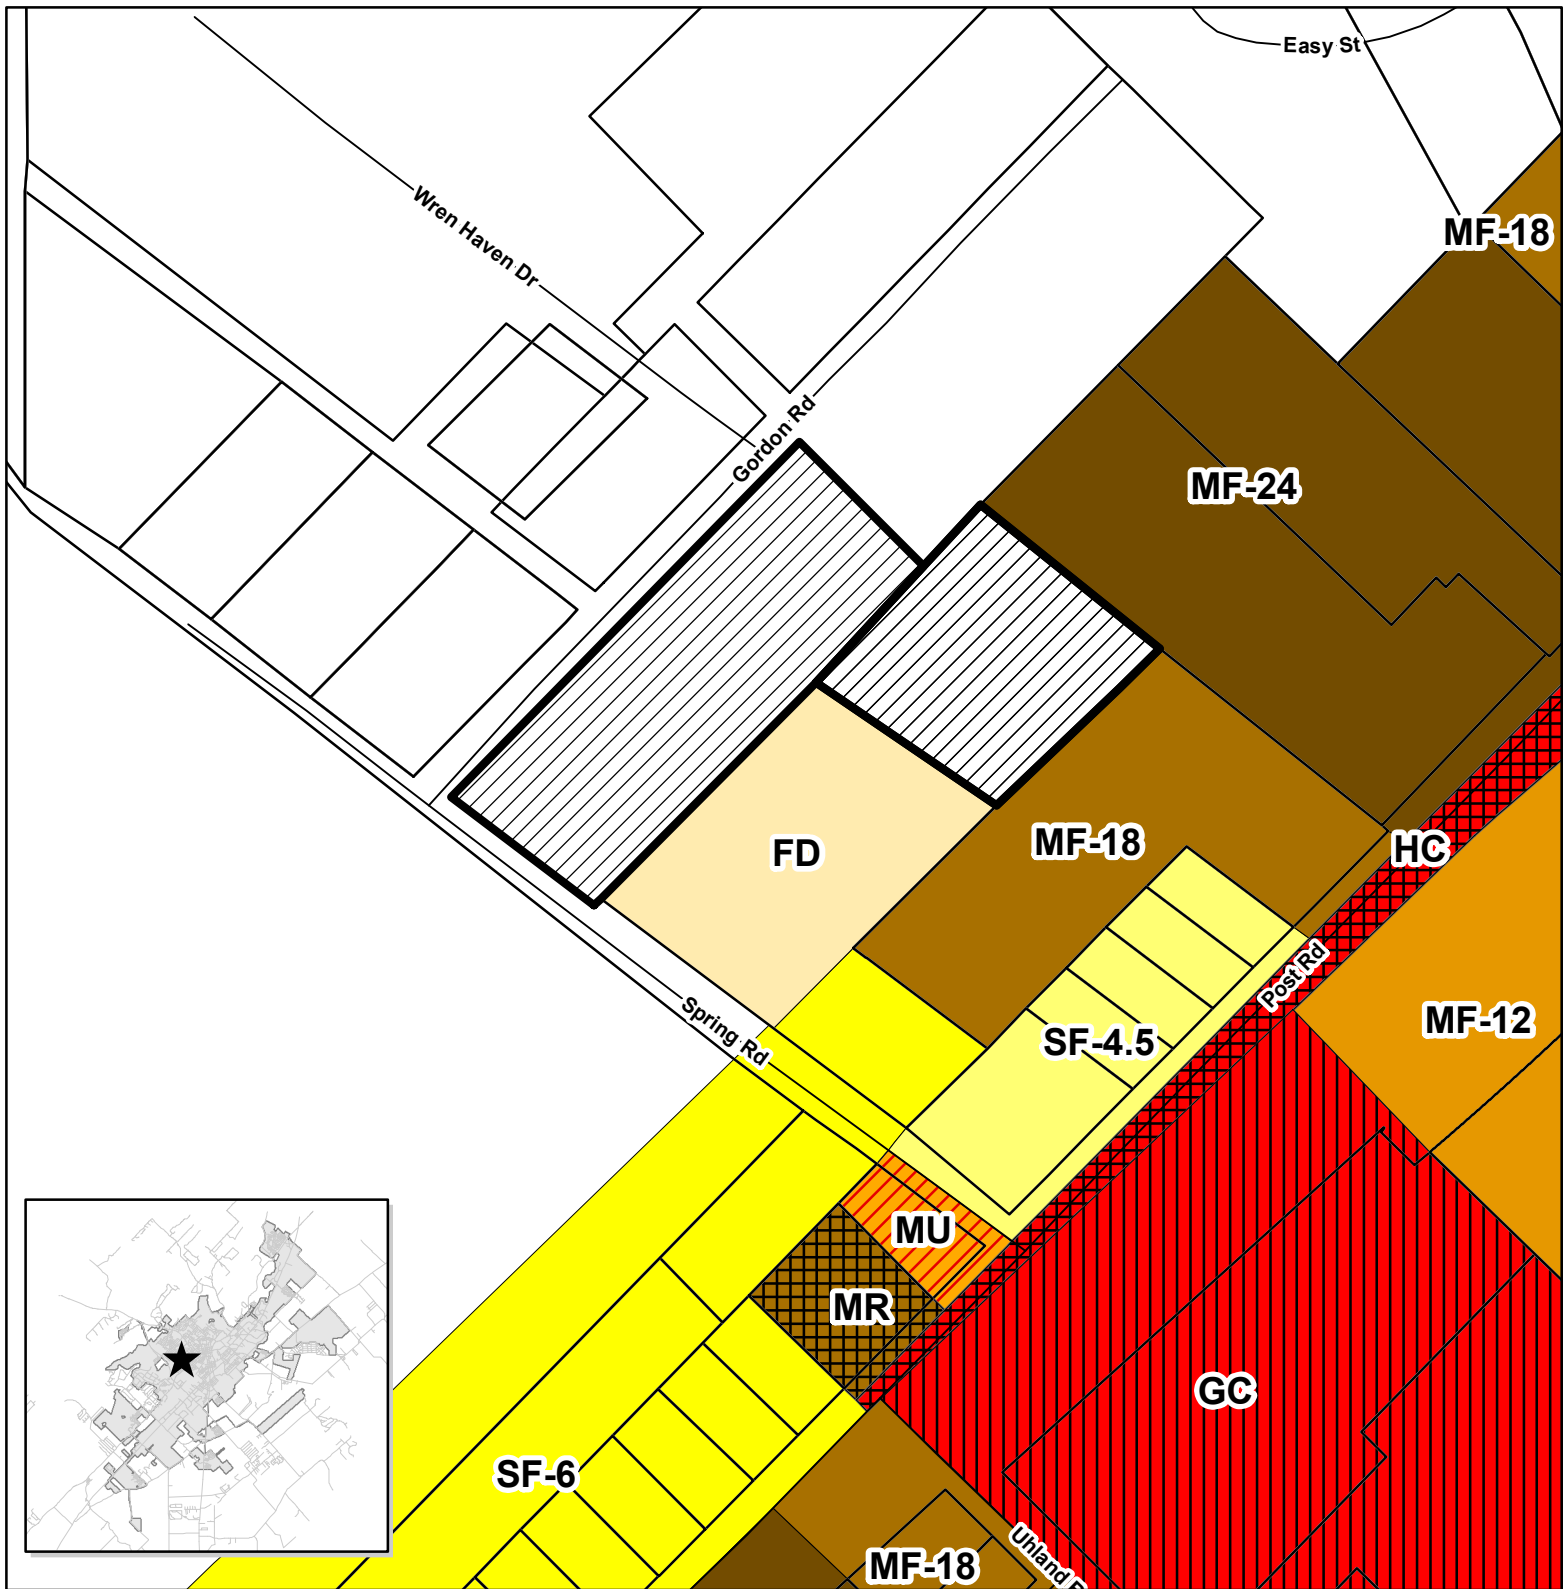 Easy St
Wren Haven Dr
MF-18
Gordon Rd
MF-24
FD
MF-18
HC
Post Rd
MF-12
Spring Rd
SF-4.5
MU
MR
GC
SF-6
MF-18
Uhland